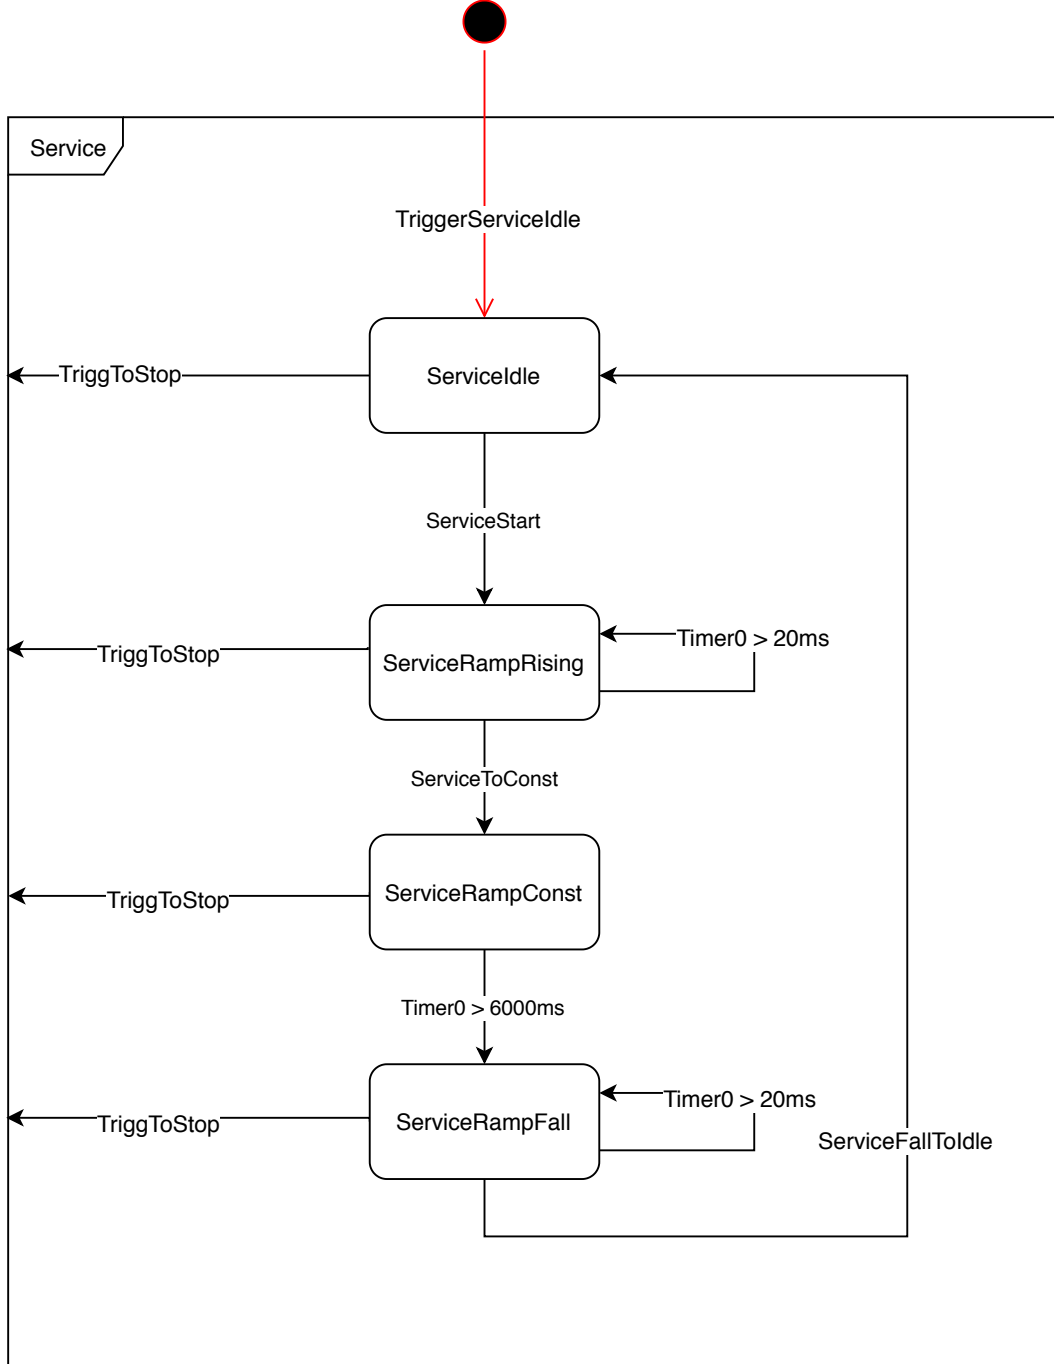 Service
TriggerServiceIdle
TriggToStop
ServiceIdle
ServiceStart
TriggToStop
ServiceRampRising
Timer0 > 20ms
ServiceToConst
TriggToStop
ServiceRampConst
Timer0 > 6000ms
TriggToStop
ServiceRampFall
Timer0 > 20ms
ServiceFallToIdle